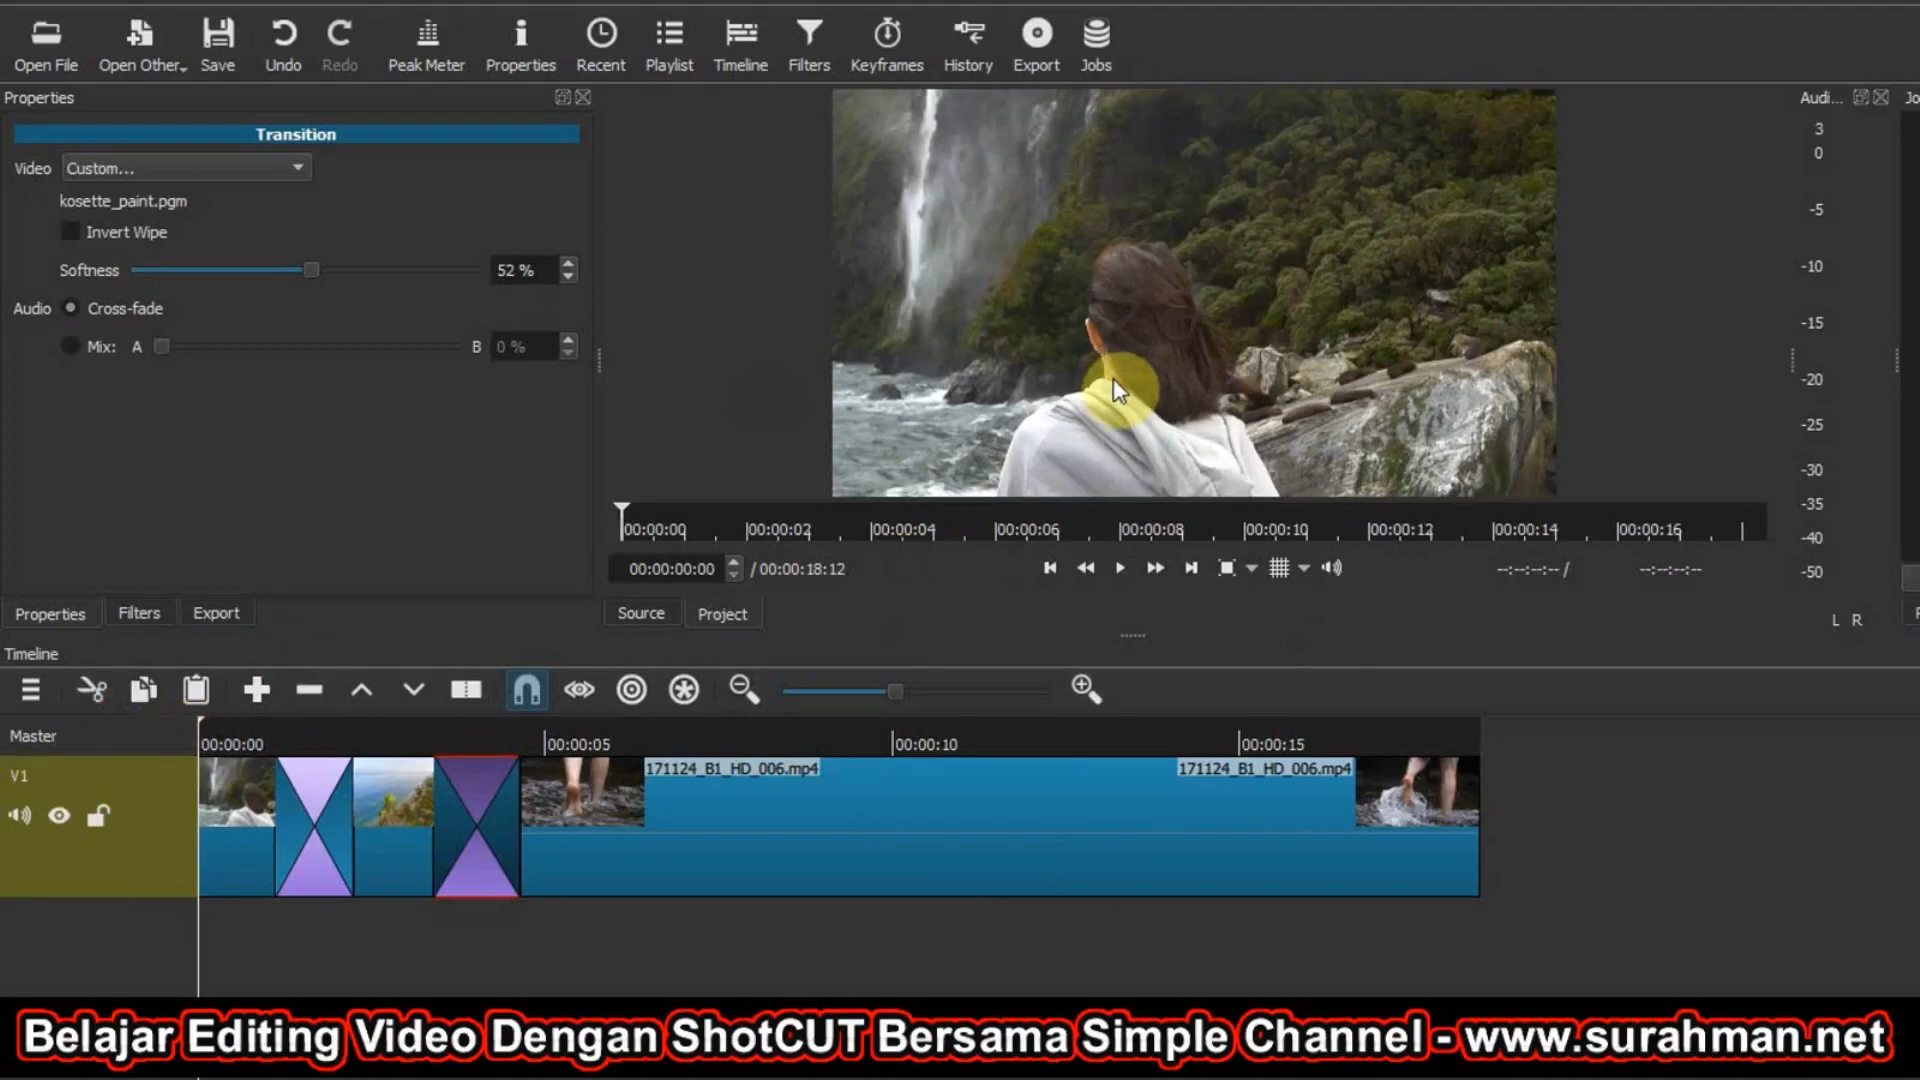 Open File Open Other Save Undo Redo Peak Meter Properties Recent Playlist Timeline Filters Keyframes History Export Jobs
Properties
Audi...
Jo
Transition
Video Custom...
kosette_paint.pgm
Invert Wipe
Softness 52 %
Audio Cross-fade
Mix: A B 0 %
3
0
-5
-10
-15
-20
-25
-30
-35
-40
-50
L R
00:00:00 00:00:02 00:00:04 00:00:06 00:00:08 00:00:10 00:00:12 00:00:14 00:00:16
00:00:00:00 / 00:00:18:12 --:--:--:-- / --:--:--:--
Properties Filters Export
Source Project
Timeline
Master
00:00:00 00:00:05 00:00:10 00:00:15
V1
171124_B1_HD_006.mp4 171124_B1_HD_006.mp4
Belajar Editing Video Dengan ShotCUT Bersama Simple Channel - www.surahman.net